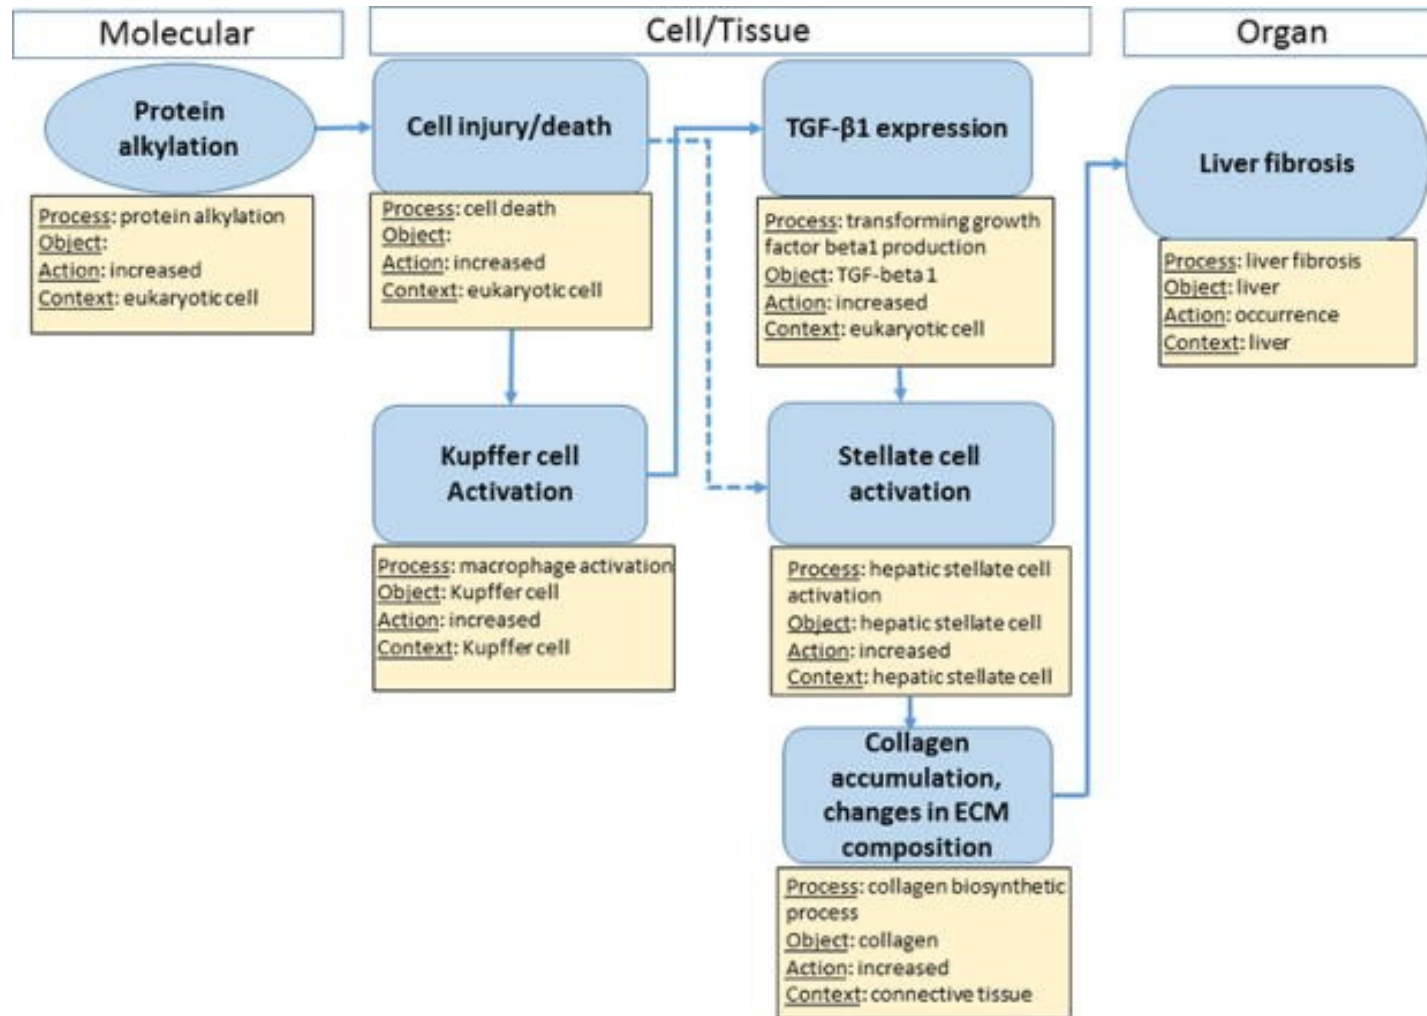 Molecular
Cell/Tissue
Organ
Protein
alkylation
Process: protein alkylation
Object:
Action: increased
Context: eukaryotic cell
Cell injury/death
Process: cell death
Object:
Action: increased
Context: eukaryotic cell
Kupffer cell
Activation
Process: macrophage activation
Object: Kupffer cell
Action: increased
Context: Kupffer cell
TGF-β1 expression
Process: transforming growth
factor beta1 production
Object: TGF-beta 1
Action: increased
Context: eukaryotic cell
Stellate cell
activation
Process: hepatic stellate cell
activation
Object: hepatic stellate cell
Action: increased
Context: hepatic stellate cell
Collagen
accumulation,
changes in ECM
composition
Process: collagen biosynthetic
process
Object: collagen
Action: increased
Context: connective tissue
Liver fibrosis
Process: liver fibrosis
Object: liver
Action: occurrence
Context: liver